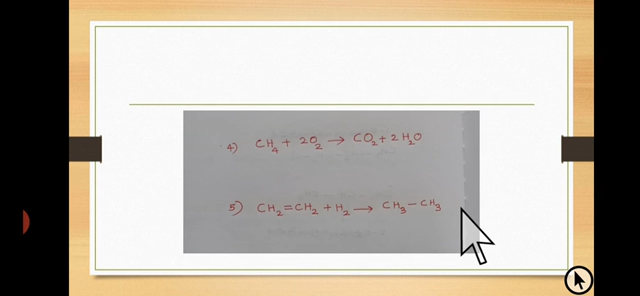 4) CH₄ + 2O₂ → CO₂ + 2H₂O
5) CH₂=CH₂ + H₂ → CH₃-CH₃